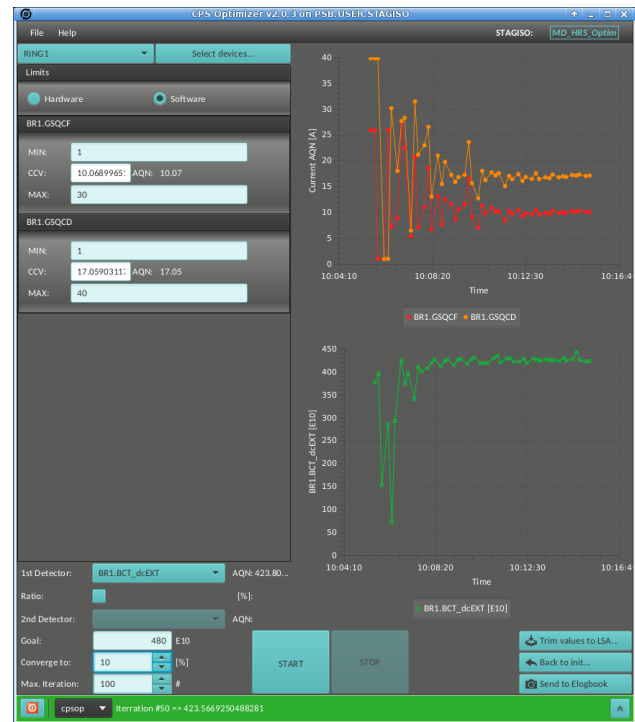 CPS Optimizer v2.0.3 on PSB.USER.STAGISO
File Help
STAGISO: MD_HRS_Optim
RING1
Select devices...
Limits
Hardware
Software
BR1.GSQCF
MIN: 1
CCV: 10.0689965: AQN: 10.07
MAX: 30
BR1.GSQCD
MIN: 1
CCV: 17.0590311: AQN: 17.05
MAX: 40
40
35
30
25
20
15
10
5
0
Current AQN [A]
10:04:10 10:08:20 10:12:30 10:16:4
Time
BR1.GSQCF BR1.GSQCD
450
400
350
300
250
200
150
100
50
0
BR1.BCT_dcEXT [E10]
10:04:10 10:08:20 10:12:30 10:16:4
Time
BR1.BCT_dcEXT [E10]
1st Detector: BR1.BCT_dcEXT AQN: 423.80...
Ratio: [%]:
2nd Detector: AQN:
Goal: 480 E10
Converge to: 10 [%]
Max. Iteration: 100 #
START
STOP
Trim values to LSA...
Back to init...
Send to Elogbook
cpsop
Iterration #50 => 423.5669250488281